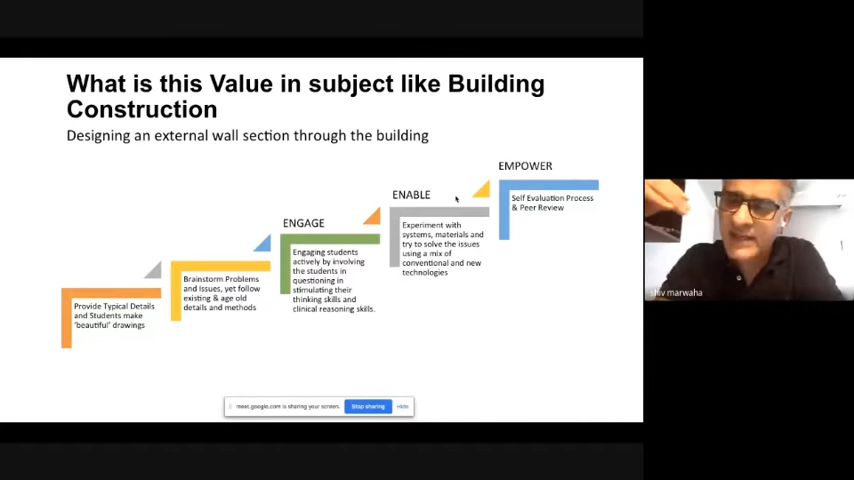 What is this Value in subject like Building
Construction
Designing an external wall section through the building
Provide Typical Details
and Students make
'beautiful' drawings
Brainstorm Problems
and Issues, yet follow
existing & age old
details and methods
ENGAGE
Engaging students
actively by involving
the students in
questioning in
stimulating their
thinking skills and
clinical reasoning skills.
ENABLE
Experiment with
systems, materials and
try to solve the issues
using a mix of
conventional and new
technologies
EMPOWER
Self Evaluation Process
& Peer Review
shiv marwaha
meet.google.com is sharing your screen.
Stop sharing
Hide